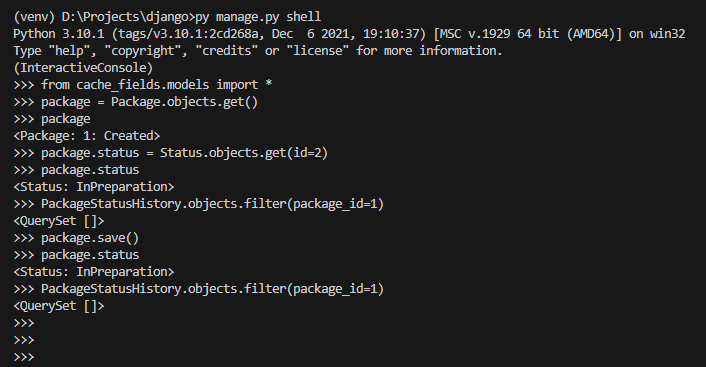 (venv) D:\Projects\django>py manage.py shell
Python 3.10.1 (tags/v3.10.1:2cd268a, Dec  6 2021, 19:10:37) [MSC v.1929 64 bit (AMD64)] on win32
Type "help", "copyright", "credits" or "license" for more information.
(InteractiveConsole)
>>> from cache_fields.models import *
>>> package = Package.objects.get()
>>> package
<Package: 1: Created>
>>> package.status = Status.objects.get(id=2)
>>> package.status
<Status: InPreparation>
>>> PackageStatusHistory.objects.filter(package_id=1)
<QuerySet []>
>>> package.save()
>>> package.status
<Status: InPreparation>
>>> PackageStatusHistory.objects.filter(package_id=1)
<QuerySet []>
>>>
>>>
>>>